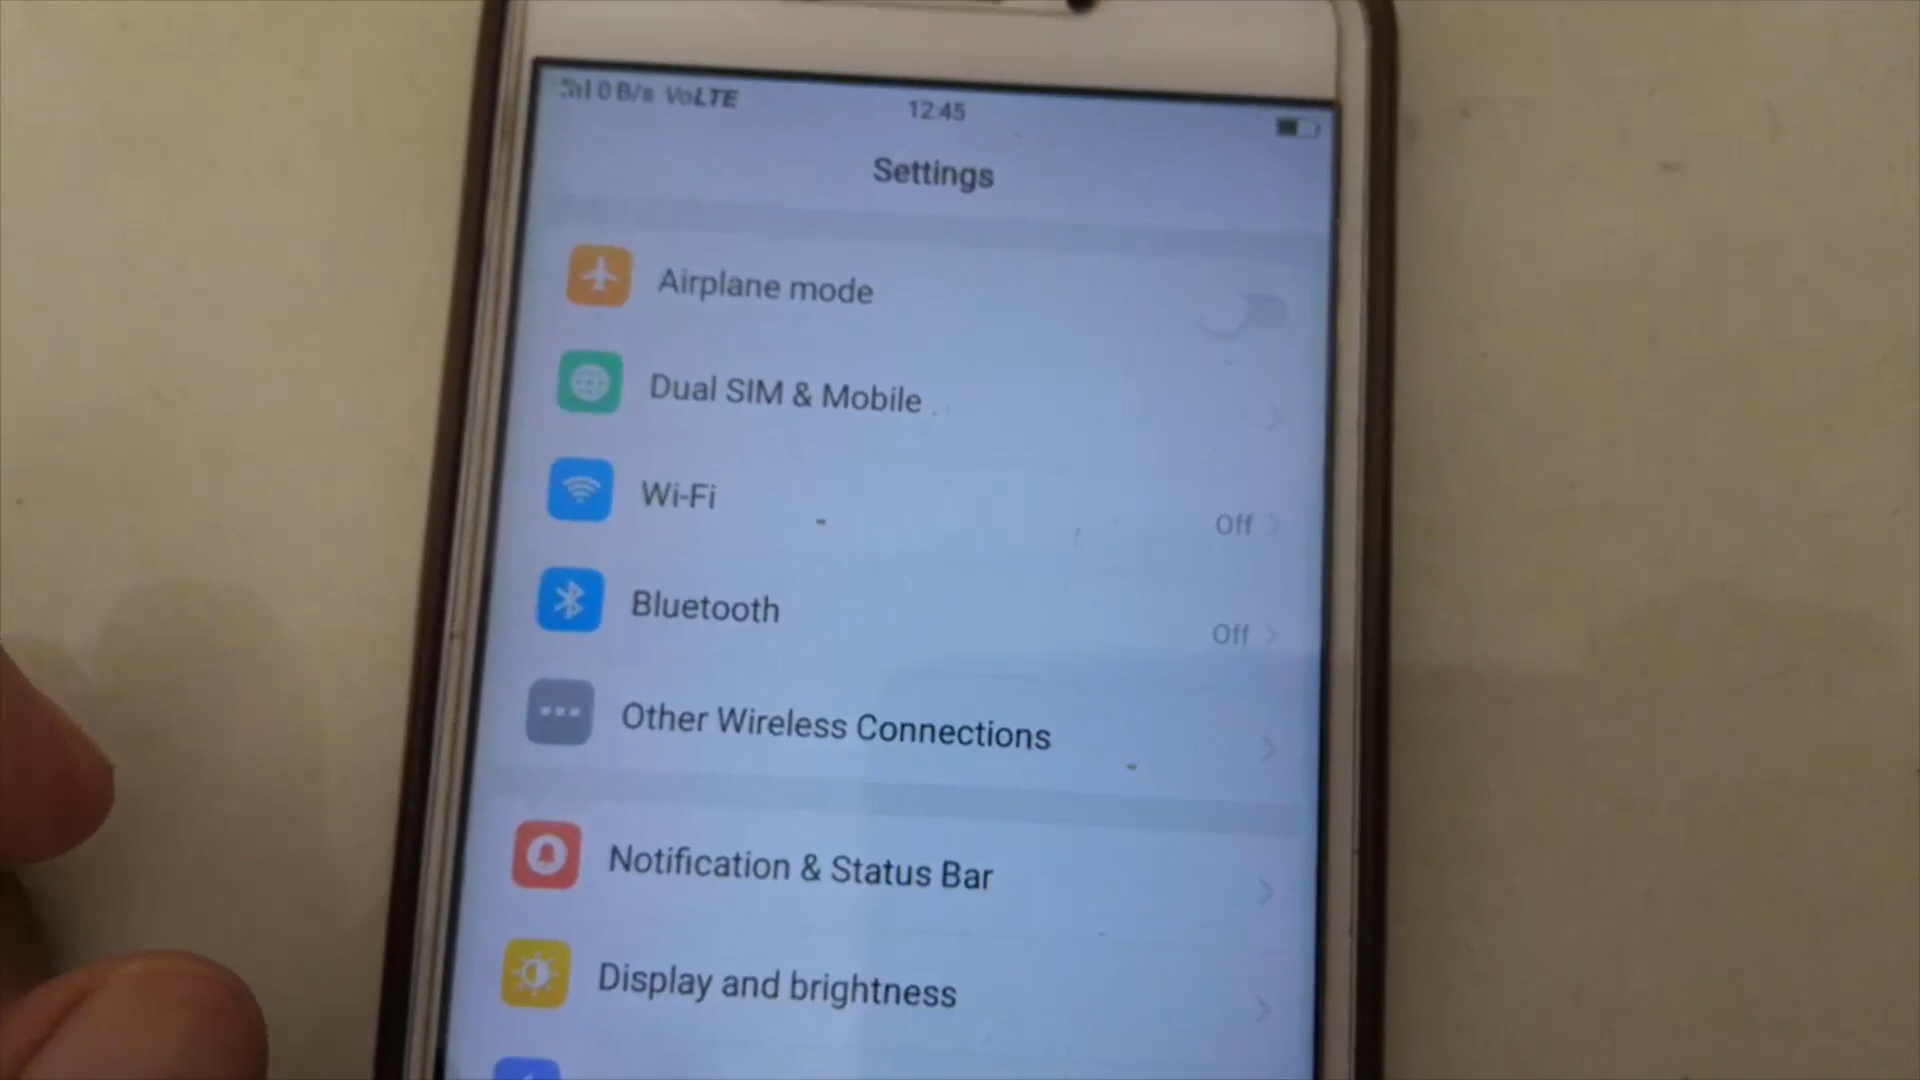 0 B/s VoLTE 12:45
Settings
Airplane mode
Dual SIM & Mobile
Wi-Fi Off
Bluetooth Off
Other Wireless Connections
Notification & Status Bar
Display and brightness